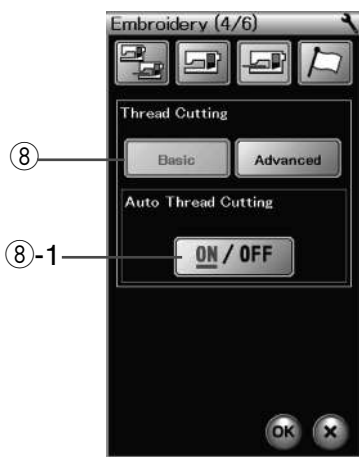 Embroidery (4/6)
Thread Cutting
⑧
Basic Advanced
Auto Thread Cutting
⑧-1
ON / OFF
OK ×